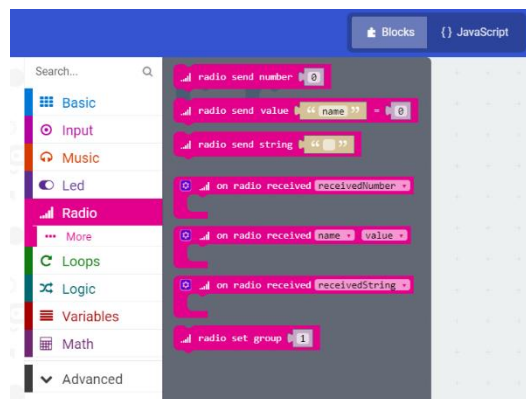 Blocks {} JavaScript
Search...
Basic
Input
Music
Led
Radio
More
Loops
Logic
Variables
Math
Advanced
radio send number 0
radio send value “ name ” = 0
radio send string “ ”
on radio received receivedNumber
on radio received name value
on radio received receivedString
radio set group 1